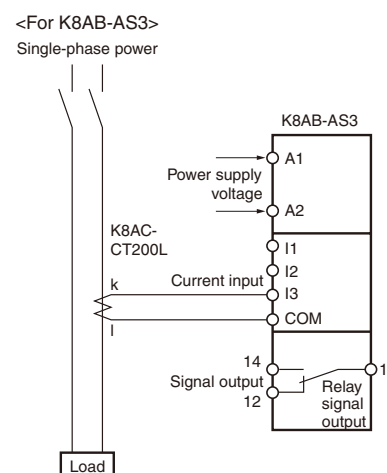 <For K8AB-AS3>
Single-phase power
K8AB-AS3
A1
Power supply
voltage
A2
K8AC-
CT200L
I1
I2
k
Current input
I3
COM
l
14
Signal output
12
Relay
signal
output
1
Load